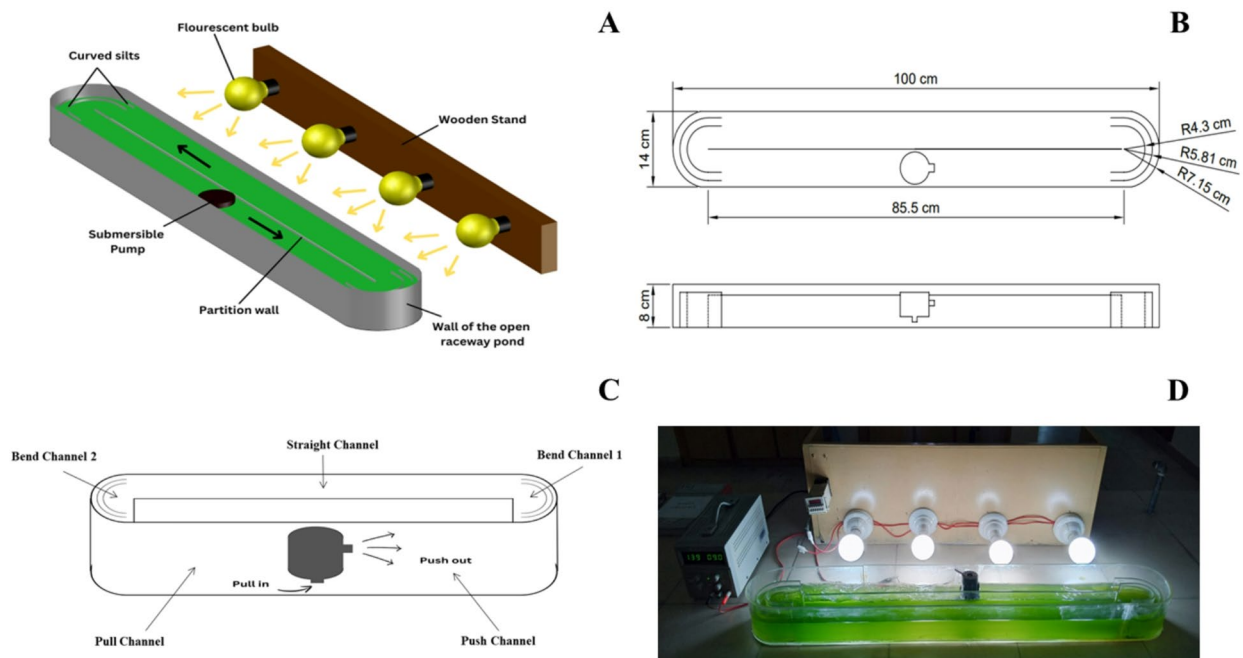 A
Flourescent bulb
Curved silts
Wooden Stand
Submersible
Pump
Partition wall
Wall of the open
raceway pond
B
100 cm
14 cm
R4.3 cm
R5.81 cm
R7.15 cm
85.5 cm
8 cm
C
Straight Channel
Bend Channel 2
Bend Channel 1
Push out
Pull in
Pull Channel
Push Channel
D